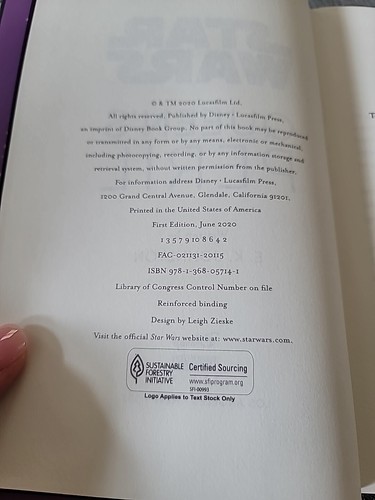 © & TM 2020 Lucasfilm Ltd.
All rights reserved. Published by Disney • Lucasfilm Press,
an imprint of Disney Book Group. No part of this book may be reproduced
or transmitted in any form or by any means, electronic or mechanical,
including photocopying, recording, or by any information storage and
retrieval system, without written permission from the publisher.
For information address Disney • Lucasfilm Press,
1200 Grand Central Avenue, Glendale, California 91201.
Printed in the United States of America
First Edition, June 2020
1 3 5 7 9 10 8 6 4 2
FAC-021131-20115
ISBN 978-1-368-05714-1
Library of Congress Control Number on file
Reinforced binding
Design by Leigh Zieske
Visit the official Star Wars website at: www.starwars.com.
SUSTAINABLE
FORESTRY
INITIATIVE
Certified Sourcing
www.sfiprogram.org
SFI-00993
Logo Applies to Text Stock Only